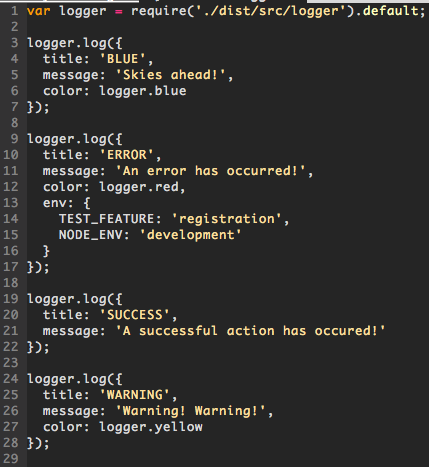 1 var logger = require('./dist/src/logger').default;
2
3 logger.log({
4   title: 'BLUE',
5   message: 'Skies ahead!',
6   color: logger.blue
7 });
8
9 logger.log({
10   title: 'ERROR',
11   message: 'An error has occurred!',
12   color: logger.red,
13   env: {
14     TEST_FEATURE: 'registration',
15     NODE_ENV: 'development'
16   }
17 });
18
19 logger.log({
20   title: 'SUCCESS',
21   message: 'A successful action has occured!'
22 });
23
24 logger.log({
25   title: 'WARNING',
26   message: 'Warning! Warning!',
27   color: logger.yellow
28 });
29